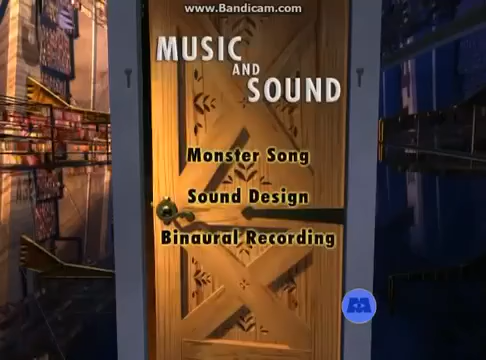 www.Bandicam.com
MUSIC
AND
SOUND
Monster Song
Sound Design
Binaural Recording